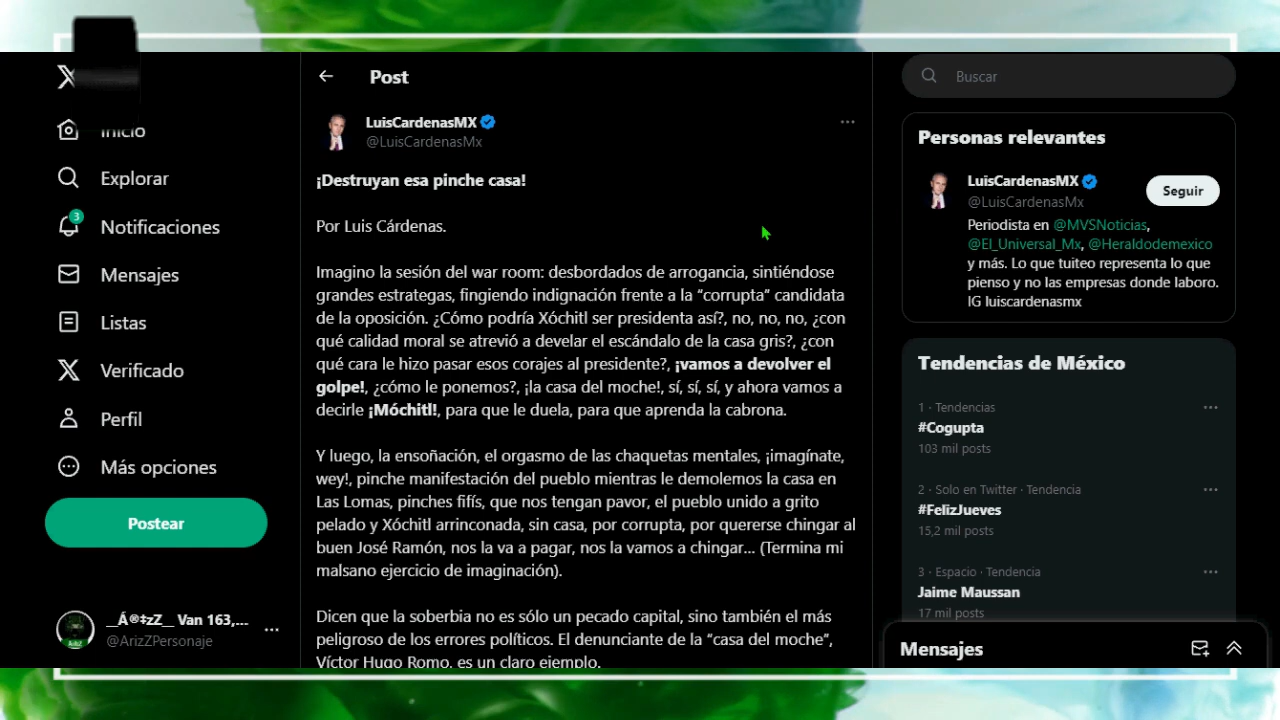 Inicio
Explorar
3
Notificaciones
Mensajes
Listas
Verificado
Perfil
Más opciones
Postear
__Á®‡zZ__ Van 163,...
@ArizZPersonaje
Post
LuisCardenasMX
@LuisCardenasMx
¡Destruyan esa pinche casa!
Por Luis Cárdenas.
Imagino la sesión del war room: desbordados de arrogancia, sintiéndose
grandes estrategas, fingiendo indignación frente a la “corrupta” candidata
de la oposición. ¿Cómo podría Xóchitl ser presidenta así?, no, no, no, ¿con
qué calidad moral se atrevió a develar el escándalo de la casa gris?, ¿con
qué cara le hizo pasar esos corajes al presidente?, ¡vamos a devolver el
golpe!, ¿cómo le ponemos?, ¡la casa del moche!, sí, sí, sí, y ahora vamos a
decirle ¡Móchitl!, para que le duela, para que aprenda la cabrona.
Y luego, la ensoñación, el orgasmo de las chaquetas mentales, ¡imagínate,
wey!, pinche manifestación del pueblo mientras le demolemos la casa en
Las Lomas, pinches fifís, que nos tengan pavor, el pueblo unido a grito
pelado y Xóchitl arrinconada, sin casa, por corrupta, por quererse chingar al
buen José Ramón, nos la va a pagar, nos la vamos a chingar... (Termina mi
malsano ejercicio de imaginación).
Dicen que la soberbia no es sólo un pecado capital, sino también el más
peligroso de los errores políticos. El denunciante de la “casa del moche”,
Víctor Hugo Romo, es un claro ejemplo.
Buscar
Personas relevantes
LuisCardenasMX
@LuisCardenasMx
Seguir
Periodista en @MVSNoticias,
@El_Universal_Mx, @Heraldodemexico
y más. Lo que tuiteo representa lo que
pienso y no las empresas donde laboro.
IG luiscardenasmx
Tendencias de México
1 · Tendencias
#Cogupta
103 mil posts
2 · Solo en Twitter · Tendencia
#FelizJueves
15,2 mil posts
3 · Espacio · Tendencia
Jaime Maussan
17 mil posts
Mensajes